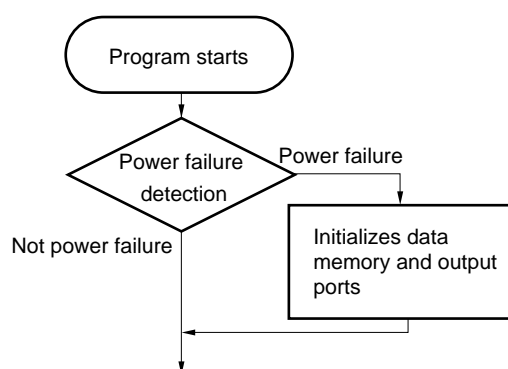 Program starts
Power failure
detection
Power failure
Not power failure
Initializes data
memory and output
ports